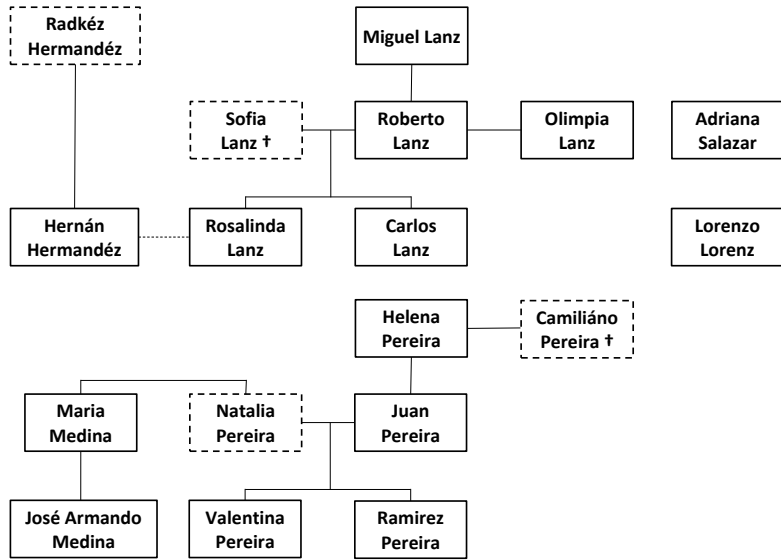 Radkéz
Hermandéz
Miguel Lanz
Sofia
Lanz †
Roberto
Lanz
Olimpia
Lanz
Adriana
Salazar
Hernán
Hermandéz
Rosalinda
Lanz
Carlos
Lanz
Lorenzo
Lorenz
Helena
Pereira
Camiliáno
Pereira †
Maria
Medina
Natalia
Pereira
Juan
Pereira
José Armando
Medina
Valentina
Pereira
Ramirez
Pereira